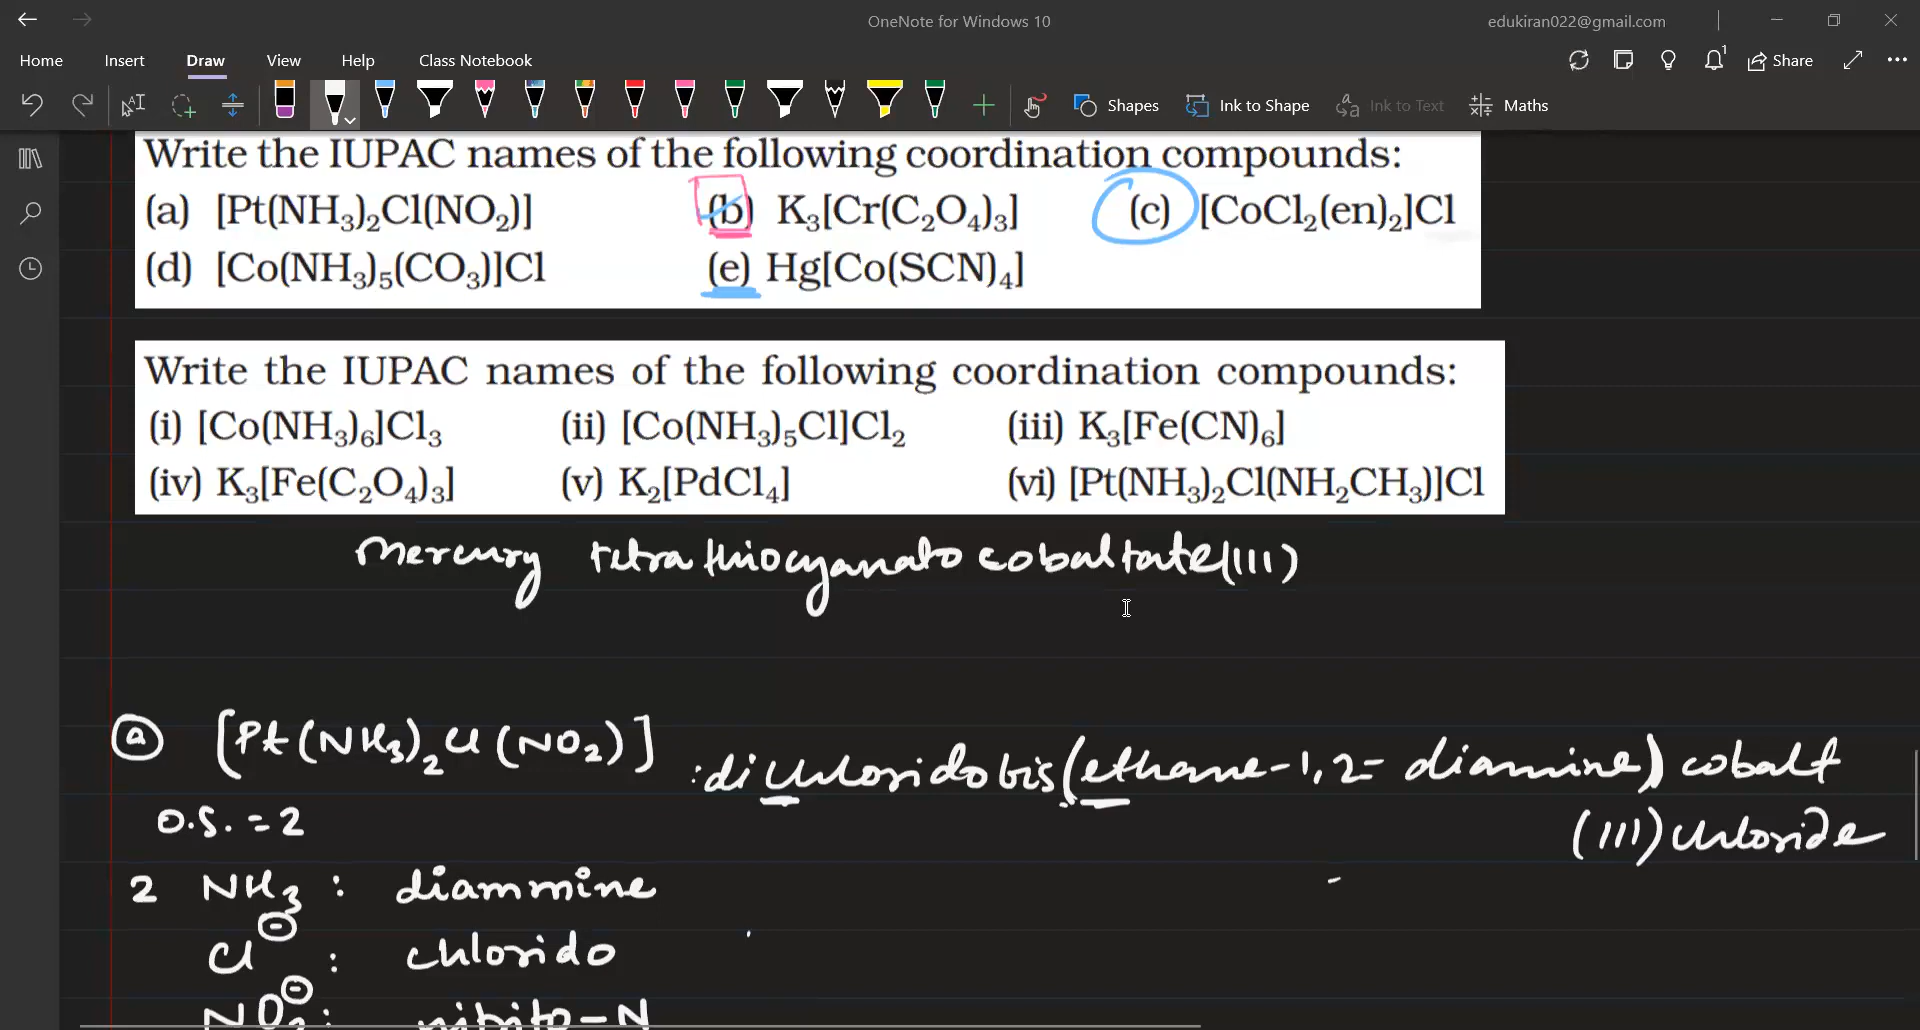 OneNote for Windows 10
edukiran022@gmail.com
Home Insert Draw View Help Class Notebook
1 Share
Shapes Ink to Shape Ink to Text Maths
Write the IUPAC names of the following coordination compounds:
(a) [Pt(NH₃)₂Cl(NO₂)] (b) K₃[Cr(C₂O₄)₃] (c) [CoCl₂(en)₂]Cl
(d) [Co(NH₃)₅(CO₃)]Cl (e) Hg[Co(SCN)₄]
Write the IUPAC names of the following coordination compounds:
(i) [Co(NH₃)₆]Cl₃ (ii) [Co(NH₃)₅Cl]Cl₂ (iii) K₃[Fe(CN)₆]
(iv) K₃[Fe(C₂O₄)₃] (v) K₂[PdCl₄] (vi) [Pt(NH₃)₂Cl(NH₂CH₃)]Cl
Mercury tetrathiocyanato cobaltate(III)
ⓐ [Pt(NH₃)₂Cl(NO₂)]
:dichloridobis(ethane-1,2-diamine) cobalt
(III) chloride
O.S. = 2
2 NH₃ : diammine
Cl⊖ : chlorido
NO₂⊖ : nitrito-N